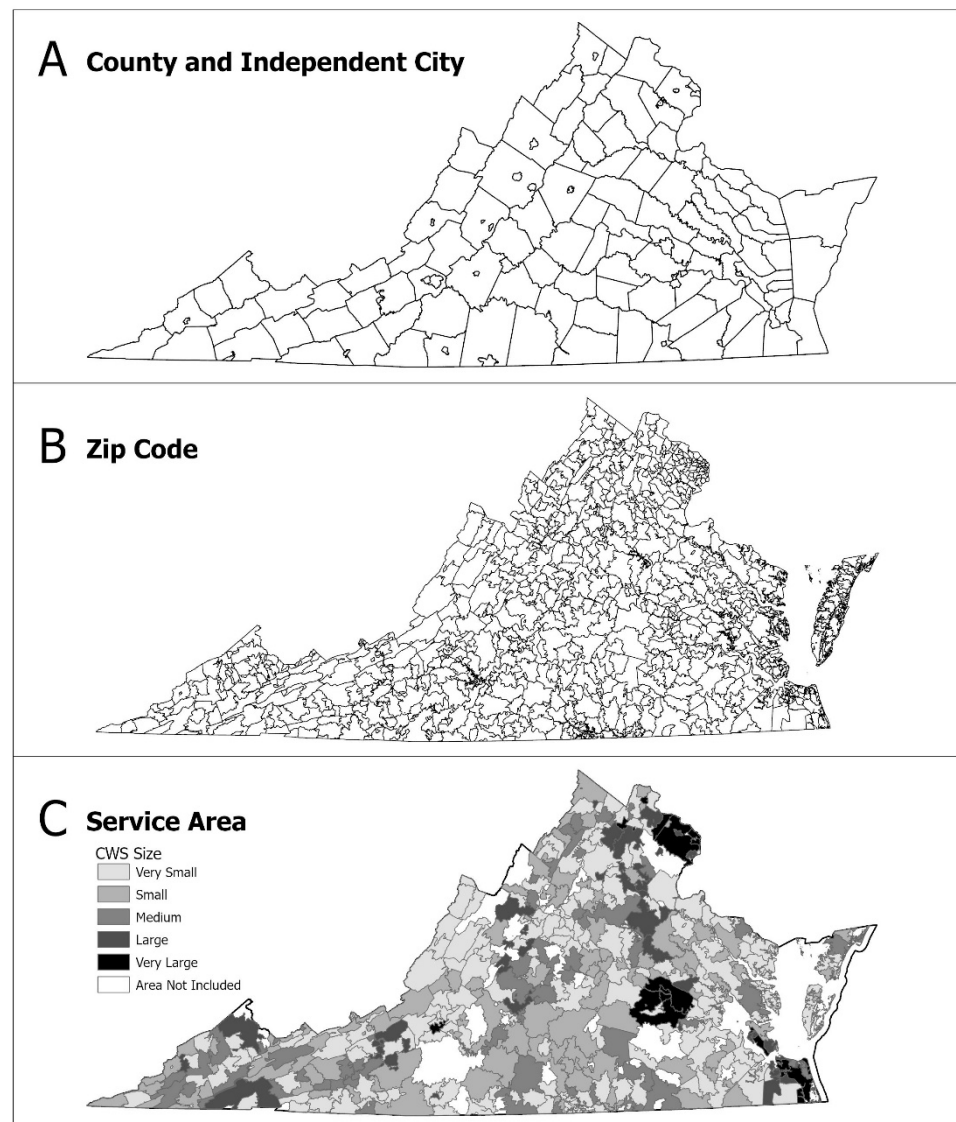 A County and Independent City
B Zip Code
C Service Area
CWS Size
Very Small
Small
Medium
Large
Very Large
Area Not Included